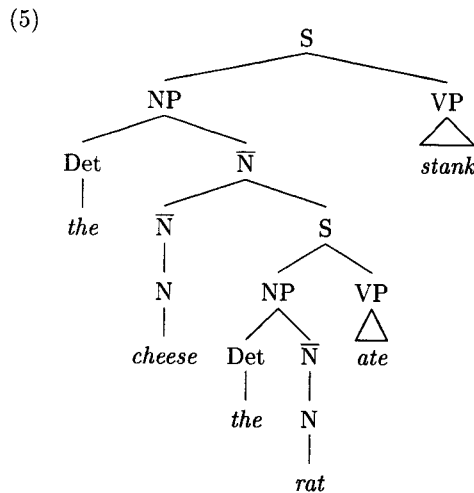 (5)
S
NP VP
Det N̅ stank
the N̅ S
N NP VP
cheese Det N̅ ate
the N
rat